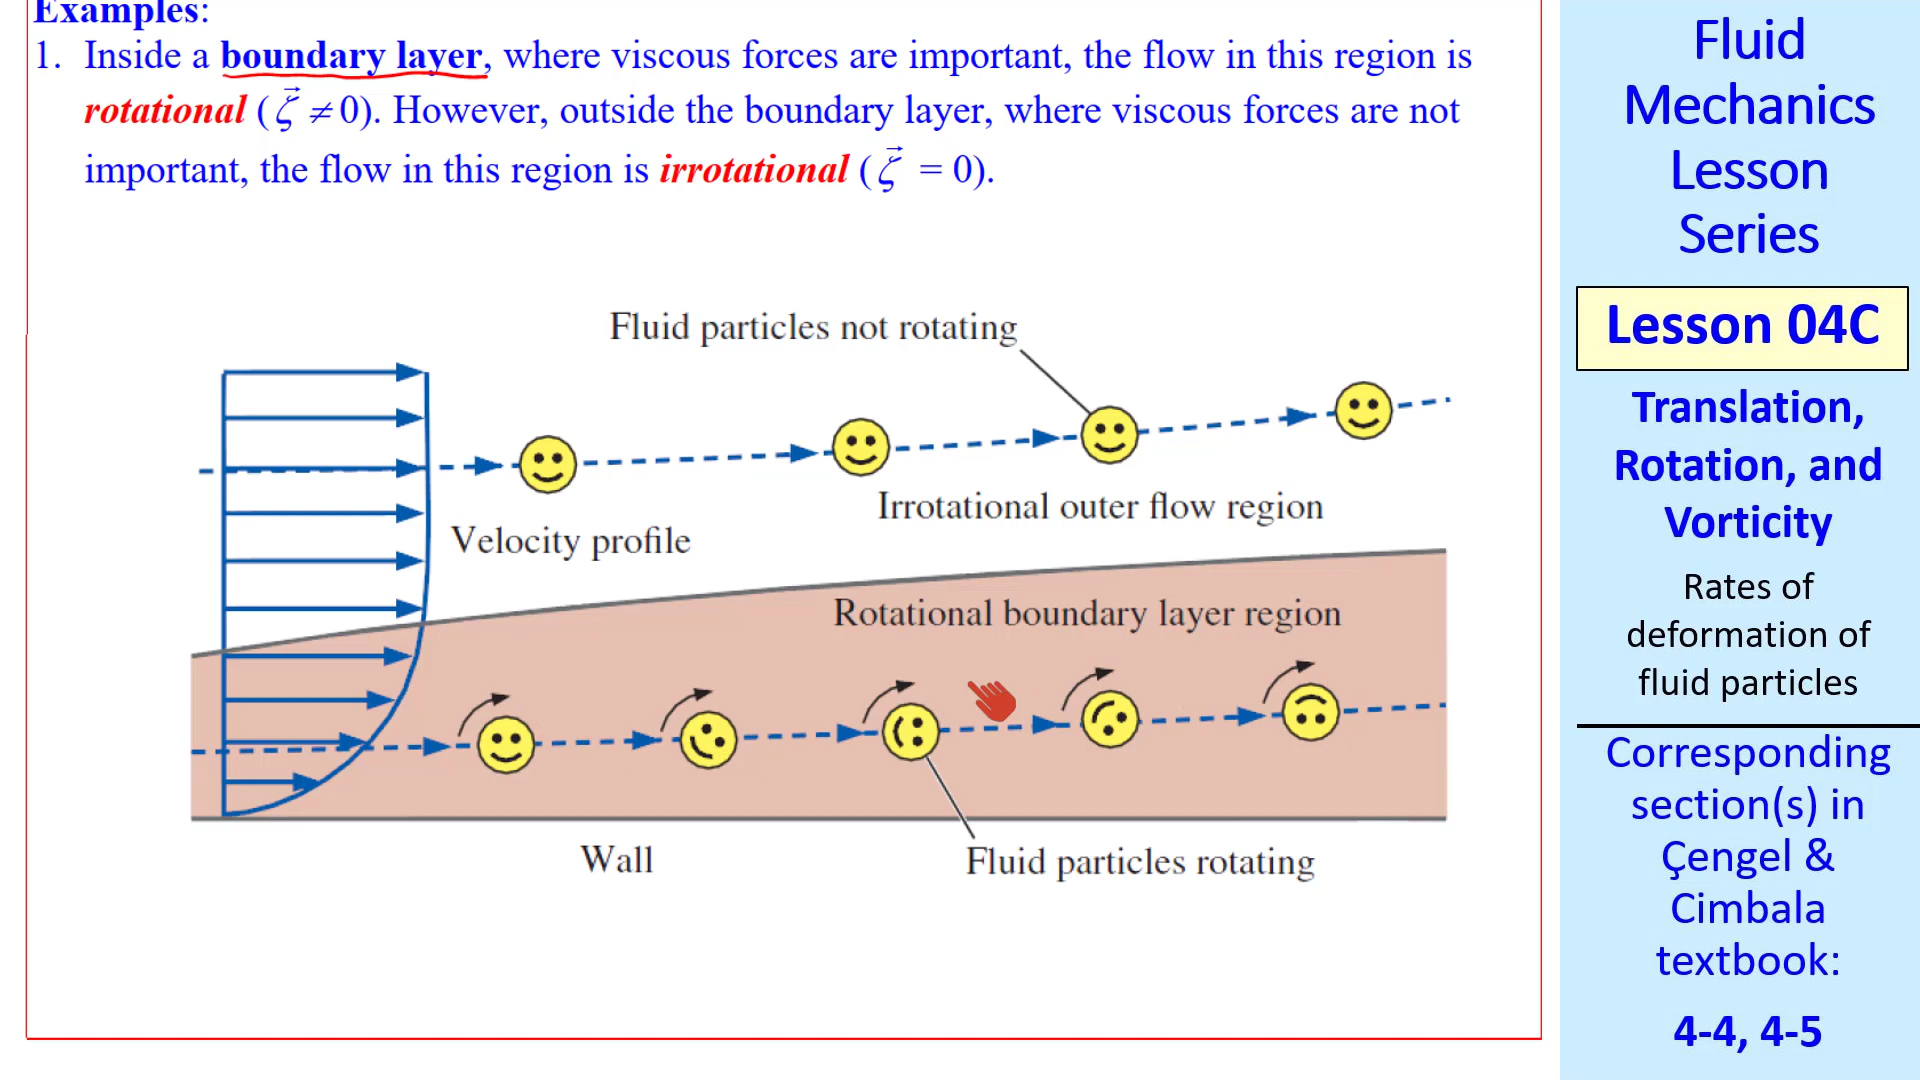 Examples:
1. Inside a boundary layer, where viscous forces are important, the flow in this region is
rotational (ζ⃗ ≠ 0). However, outside the boundary layer, where viscous forces are not
important, the flow in this region is irrotational (ζ⃗ = 0).
Fluid particles not rotating
Irrotational outer flow region
Velocity profile
Rotational boundary layer region
Wall
Fluid particles rotating
Fluid
Mechanics
Lesson
Series
Lesson 04C
Translation,
Rotation, and
Vorticity
Rates of
deformation of
fluid particles
Corresponding
section(s) in
Çengel &
Cimbala
textbook:
4-4, 4-5